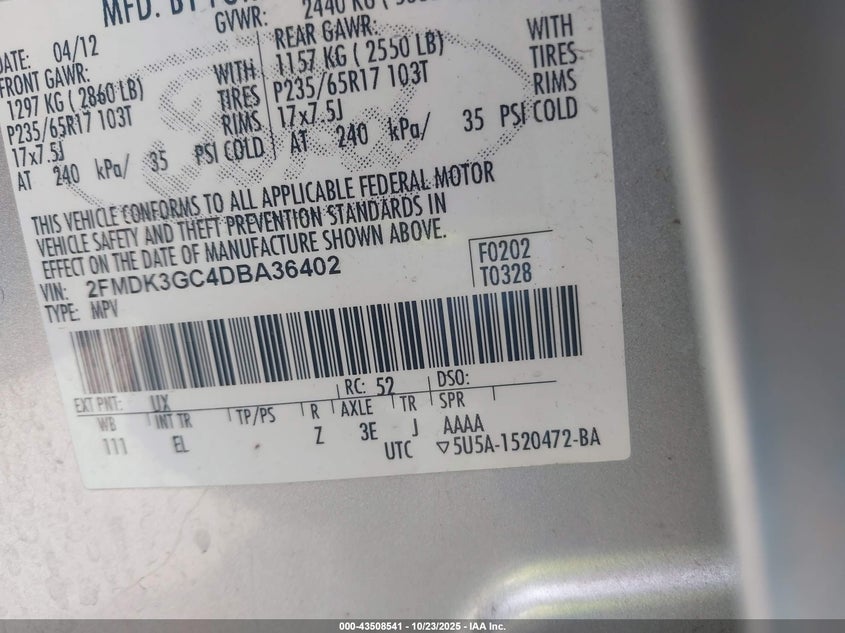 MFD. BY FOR
GVWR: 2440 KG (
DATE: 04/12
FRONT GAWR:
1297 KG ( 2860 LB)
P235/65R17 103T
17x7.5J
AT 240 kPa/ 35 PSI COLD
WITH
TIRES
RIMS
REAR GAWR:
1157 KG ( 2550 LB)
P235/65R17 103T
17x7.5J
AT 240 kPa/ 35 PSI COLD
WITH
TIRES
RIMS
THIS VEHICLE CONFORMS TO ALL APPLICABLE FEDERAL MOTOR
VEHICLE SAFETY AND THEFT PREVENTION STANDARDS IN
EFFECT ON THE DATE OF MANUFACTURE SHOWN ABOVE.
VIN: 2FMDK3GC4DBA36402
TYPE: MPV
F0202
T0328
EXT PNT: UX RC: 52 DSO:
WB INT TR TP/PS R AXLE TR SPR
111 EL Z 3E J AAAA
UTC ▽5U5A-1520472-BA
000-43508541 - 10/23/2025 - IAA Inc.